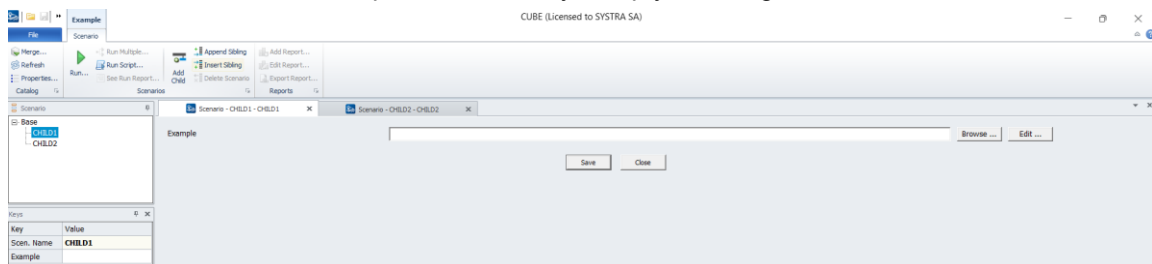 CUBE (Licensed to SYSTRA SA)
Example
File
Scenario
Merge...
Refresh
Properties...
Catalog
Run...
Run Multiple...
Run Script...
See Run Report...
Scenarios
Add Child
Append Sibling
Insert Sibling
Delete Scenario
Add Report...
Edit Report...
Export Report...
Reports
Scenario
Scenario - CHILD1 - CHILD1
Scenario - CHILD2 - CHILD2
Base
CHILD1
CHILD2
Example
Browse ...
Edit ...
Save
Close
Keys
Key Value
Scen. Name CHILD1
Example